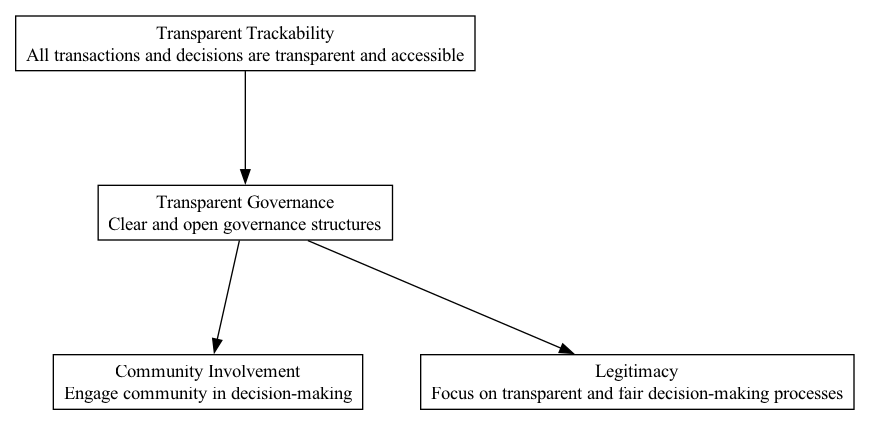 Transparent Trackability
All transactions and decisions are transparent and accessible
Transparent Governance
Clear and open governance structures
Community Involvement
Engage community in decision-making
Legitimacy
Focus on transparent and fair decision-making processes